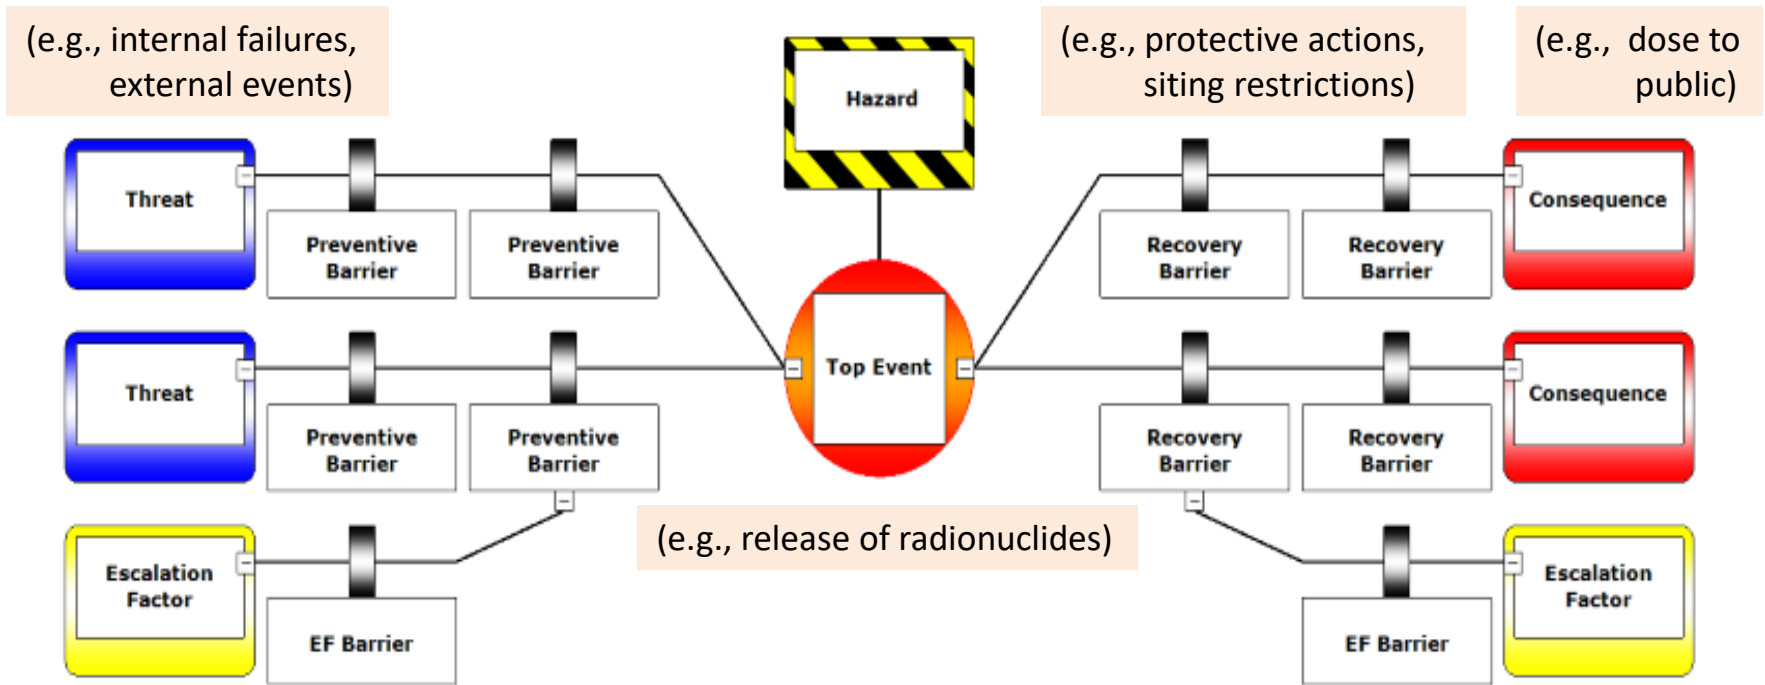 (e.g., internal failures,
external events)
Hazard
(e.g., protective actions,
siting restrictions)
(e.g., dose to
public)
Threat
Preventive
Barrier
Preventive
Barrier
Recovery
Barrier
Recovery
Barrier
Consequence
Threat
Preventive
Barrier
Preventive
Barrier
Top Event
Recovery
Barrier
Recovery
Barrier
Consequence
(e.g., release of radionuclides)
Escalation
Factor
EF Barrier
EF Barrier
Escalation
Factor